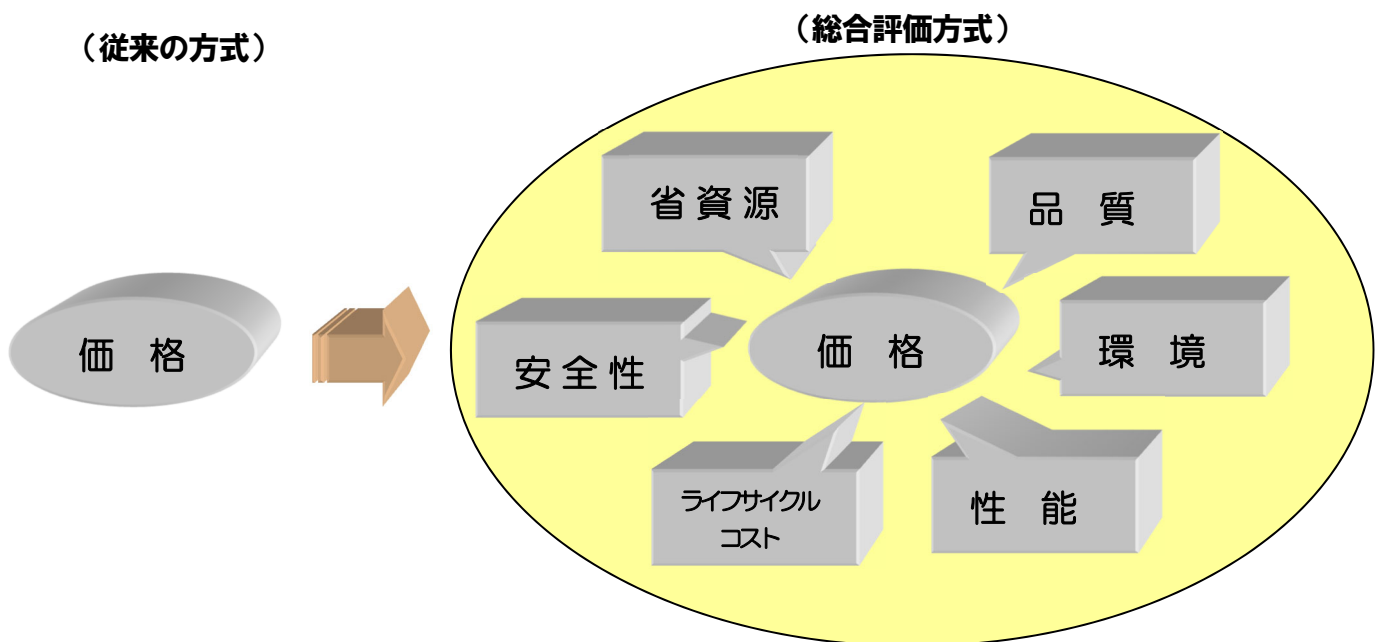 （従来の方式）
（総合評価方式）
価　格
省資源
品　質
安全性
価　格
環　境
ライフサイクル
コスト
性　能